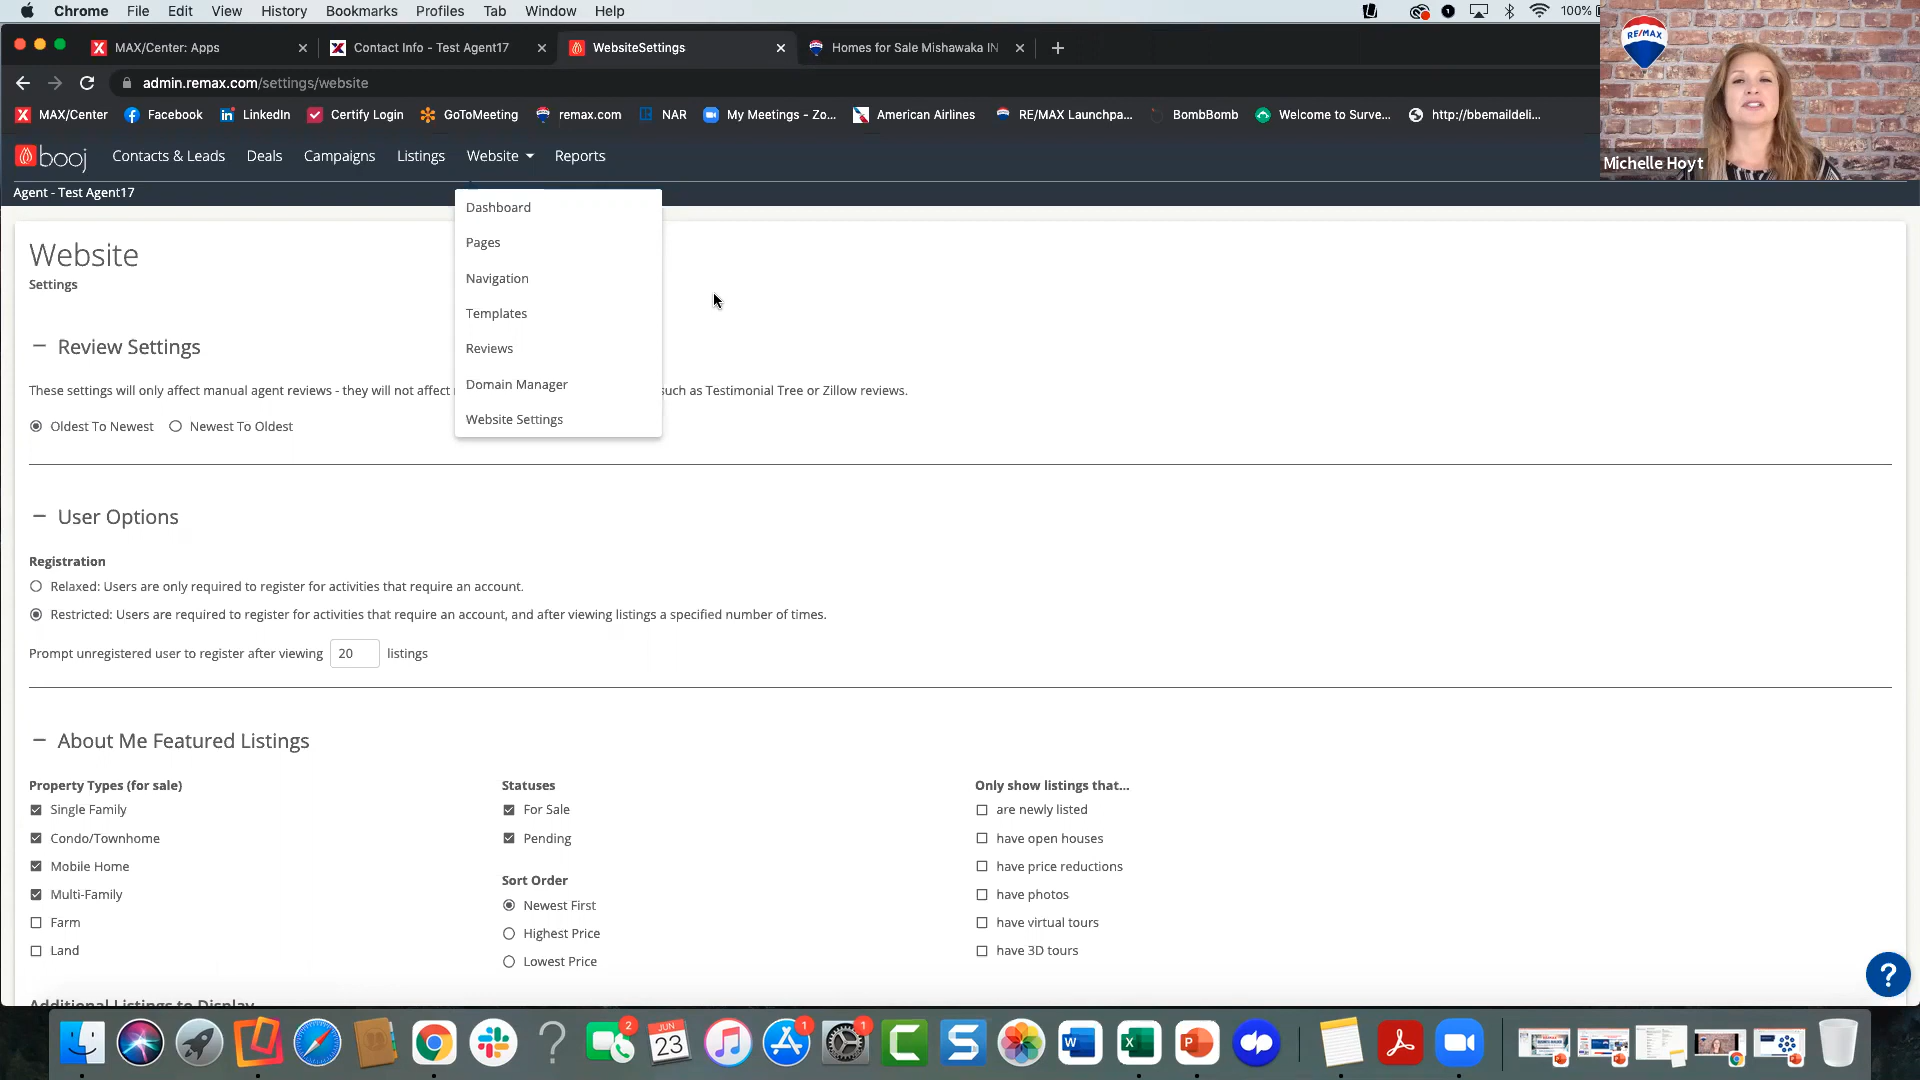 Chrome File Edit View History Bookmarks Profiles Tab Window Help 100%
MAX/Center: Apps Contact Info - Test Agent17 WebsiteSettings Homes for Sale Mishawaka IN
admin.remax.com/settings/website
MAX/Center Facebook LinkedIn Certify Login GoToMeeting remax.com NAR My Meetings - Zo... American Airlines RE/MAX Launchpa... BombBomb Welcome to Surve... http://bbemaildeli...
RE/MAX
Michelle Hoyt
booj Contacts & Leads Deals Campaigns Listings Website Reports
Agent - Test Agent17
Dashboard
Pages
Navigation
Templates
Reviews
Domain Manager
Website Settings
Website
Settings
Review Settings
These settings will only affect manual agent reviews - they will not affect such as Testimonial Tree or Zillow reviews.
Oldest To Newest Newest To Oldest
User Options
Registration
Relaxed: Users are only required to register for activities that require an account.
Restricted: Users are required to register for activities that require an account, and after viewing listings a specified number of times.
Prompt unregistered user to register after viewing 20 listings
About Me Featured Listings
Property Types (for sale)
Single Family
Condo/Townhome
Mobile Home
Multi-Family
Farm
Land
Statuses
For Sale
Pending
Sort Order
Newest First
Highest Price
Lowest Price
Only show listings that...
are newly listed
have open houses
have price reductions
have photos
have virtual tours
have 3D tours
Additional Listings to Display
?
2 JUN 23 1 1